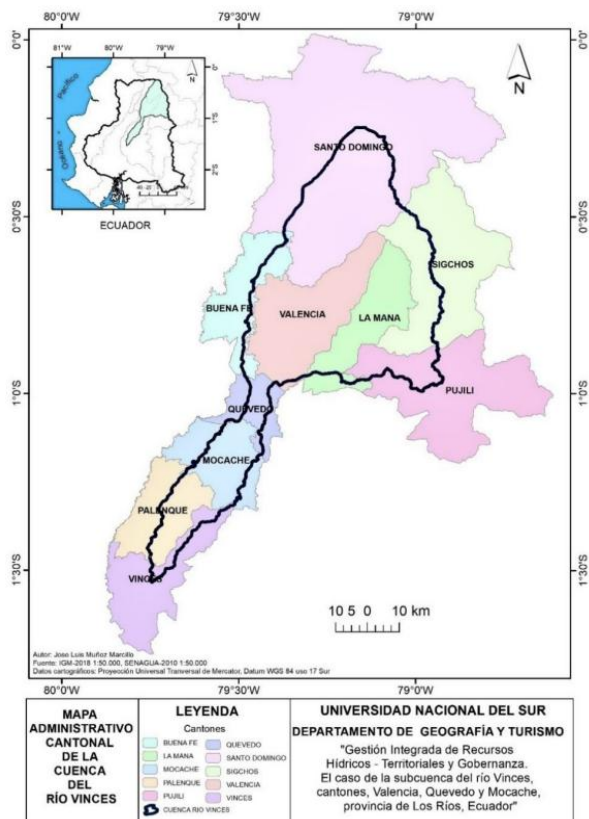 80°0'W 79°30'W 79°0'W
0°0'
0°30'S
1°0'S
1°30'S
0°0'
0°30'S
1°0'S
1°30'S
81°W 80°W 79°W
0°
1°S
2°S
Océano Pacífico
N
ECUADOR
N
SANTO DOMINGO
SIGCHOS
BUENA FE
VALENCIA
LA MANA
PUJILI
QUEVEDO
MOCACHE
PALENQUE
VINCES
10 5 0 10 km
Autor: Jose Luis Muñoz Marcillo
Fuente: IGM-2018 1:50.000, SENAGUA-2010 1:50.000
Datos cartográficos: Proyección Universal Tranversal de Mercator, Datum WGS 84 uso 17 Sur
80°0'W 79°30'W 79°0'W
MAPA
ADMINISTRATIVO
CANTONAL
DE LA
CUENCA
DEL
RÍO VINCES
LEYENDA
Cantones
BUENA FE
LA MANA
MOCACHE
PALENQUE
PUJILI
CUENCA RIO VINCES
QUEVEDO
SANTO DOMINGO
SIGCHOS
VALENCIA
VINCES
UNIVERSIDAD NACIONAL DEL SUR
DEPARTAMENTO DE GEOGRAFÍA Y TURISMO
"Gestión Integrada de Recursos
Hídricos - Territoriales y Gobernanza.
El caso de la subcuenca del río Vinces,
cantones, Valencia, Quevedo y Mocache,
provincia de Los Ríos, Ecuador"